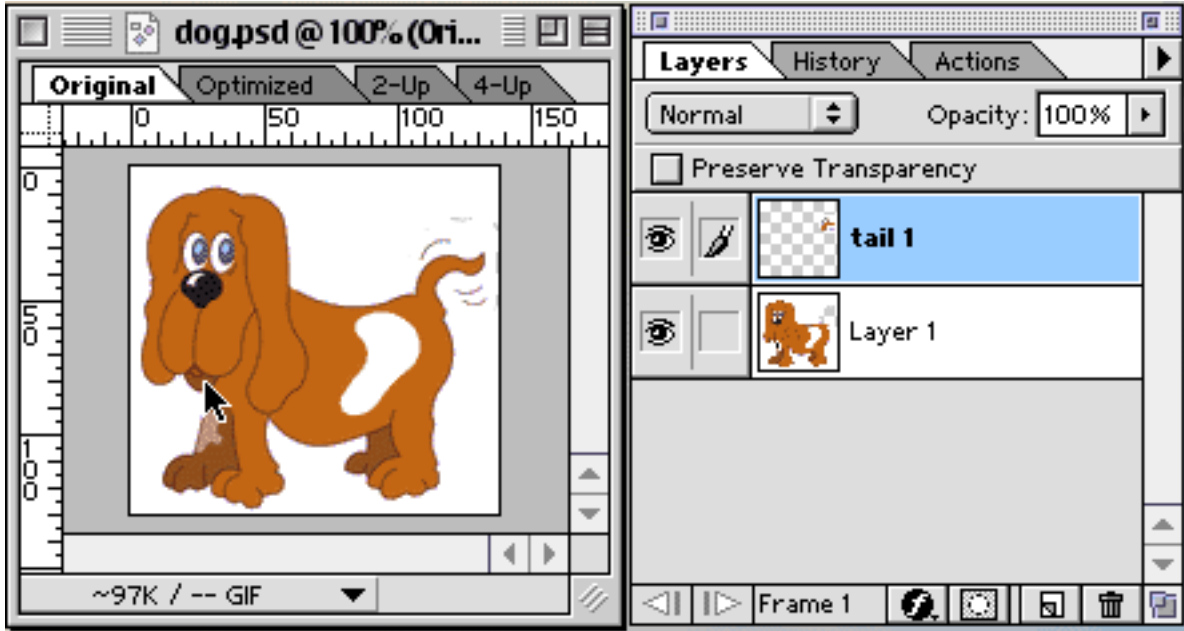 dog.psd @ 100% (Ori...
Original Optimized 2-Up 4-Up
0 50 100 150
0
50
100
~97K / -- GIF
Layers History Actions
Normal Opacity: 100%
Preserve Transparency
tail 1
Layer 1
Frame 1